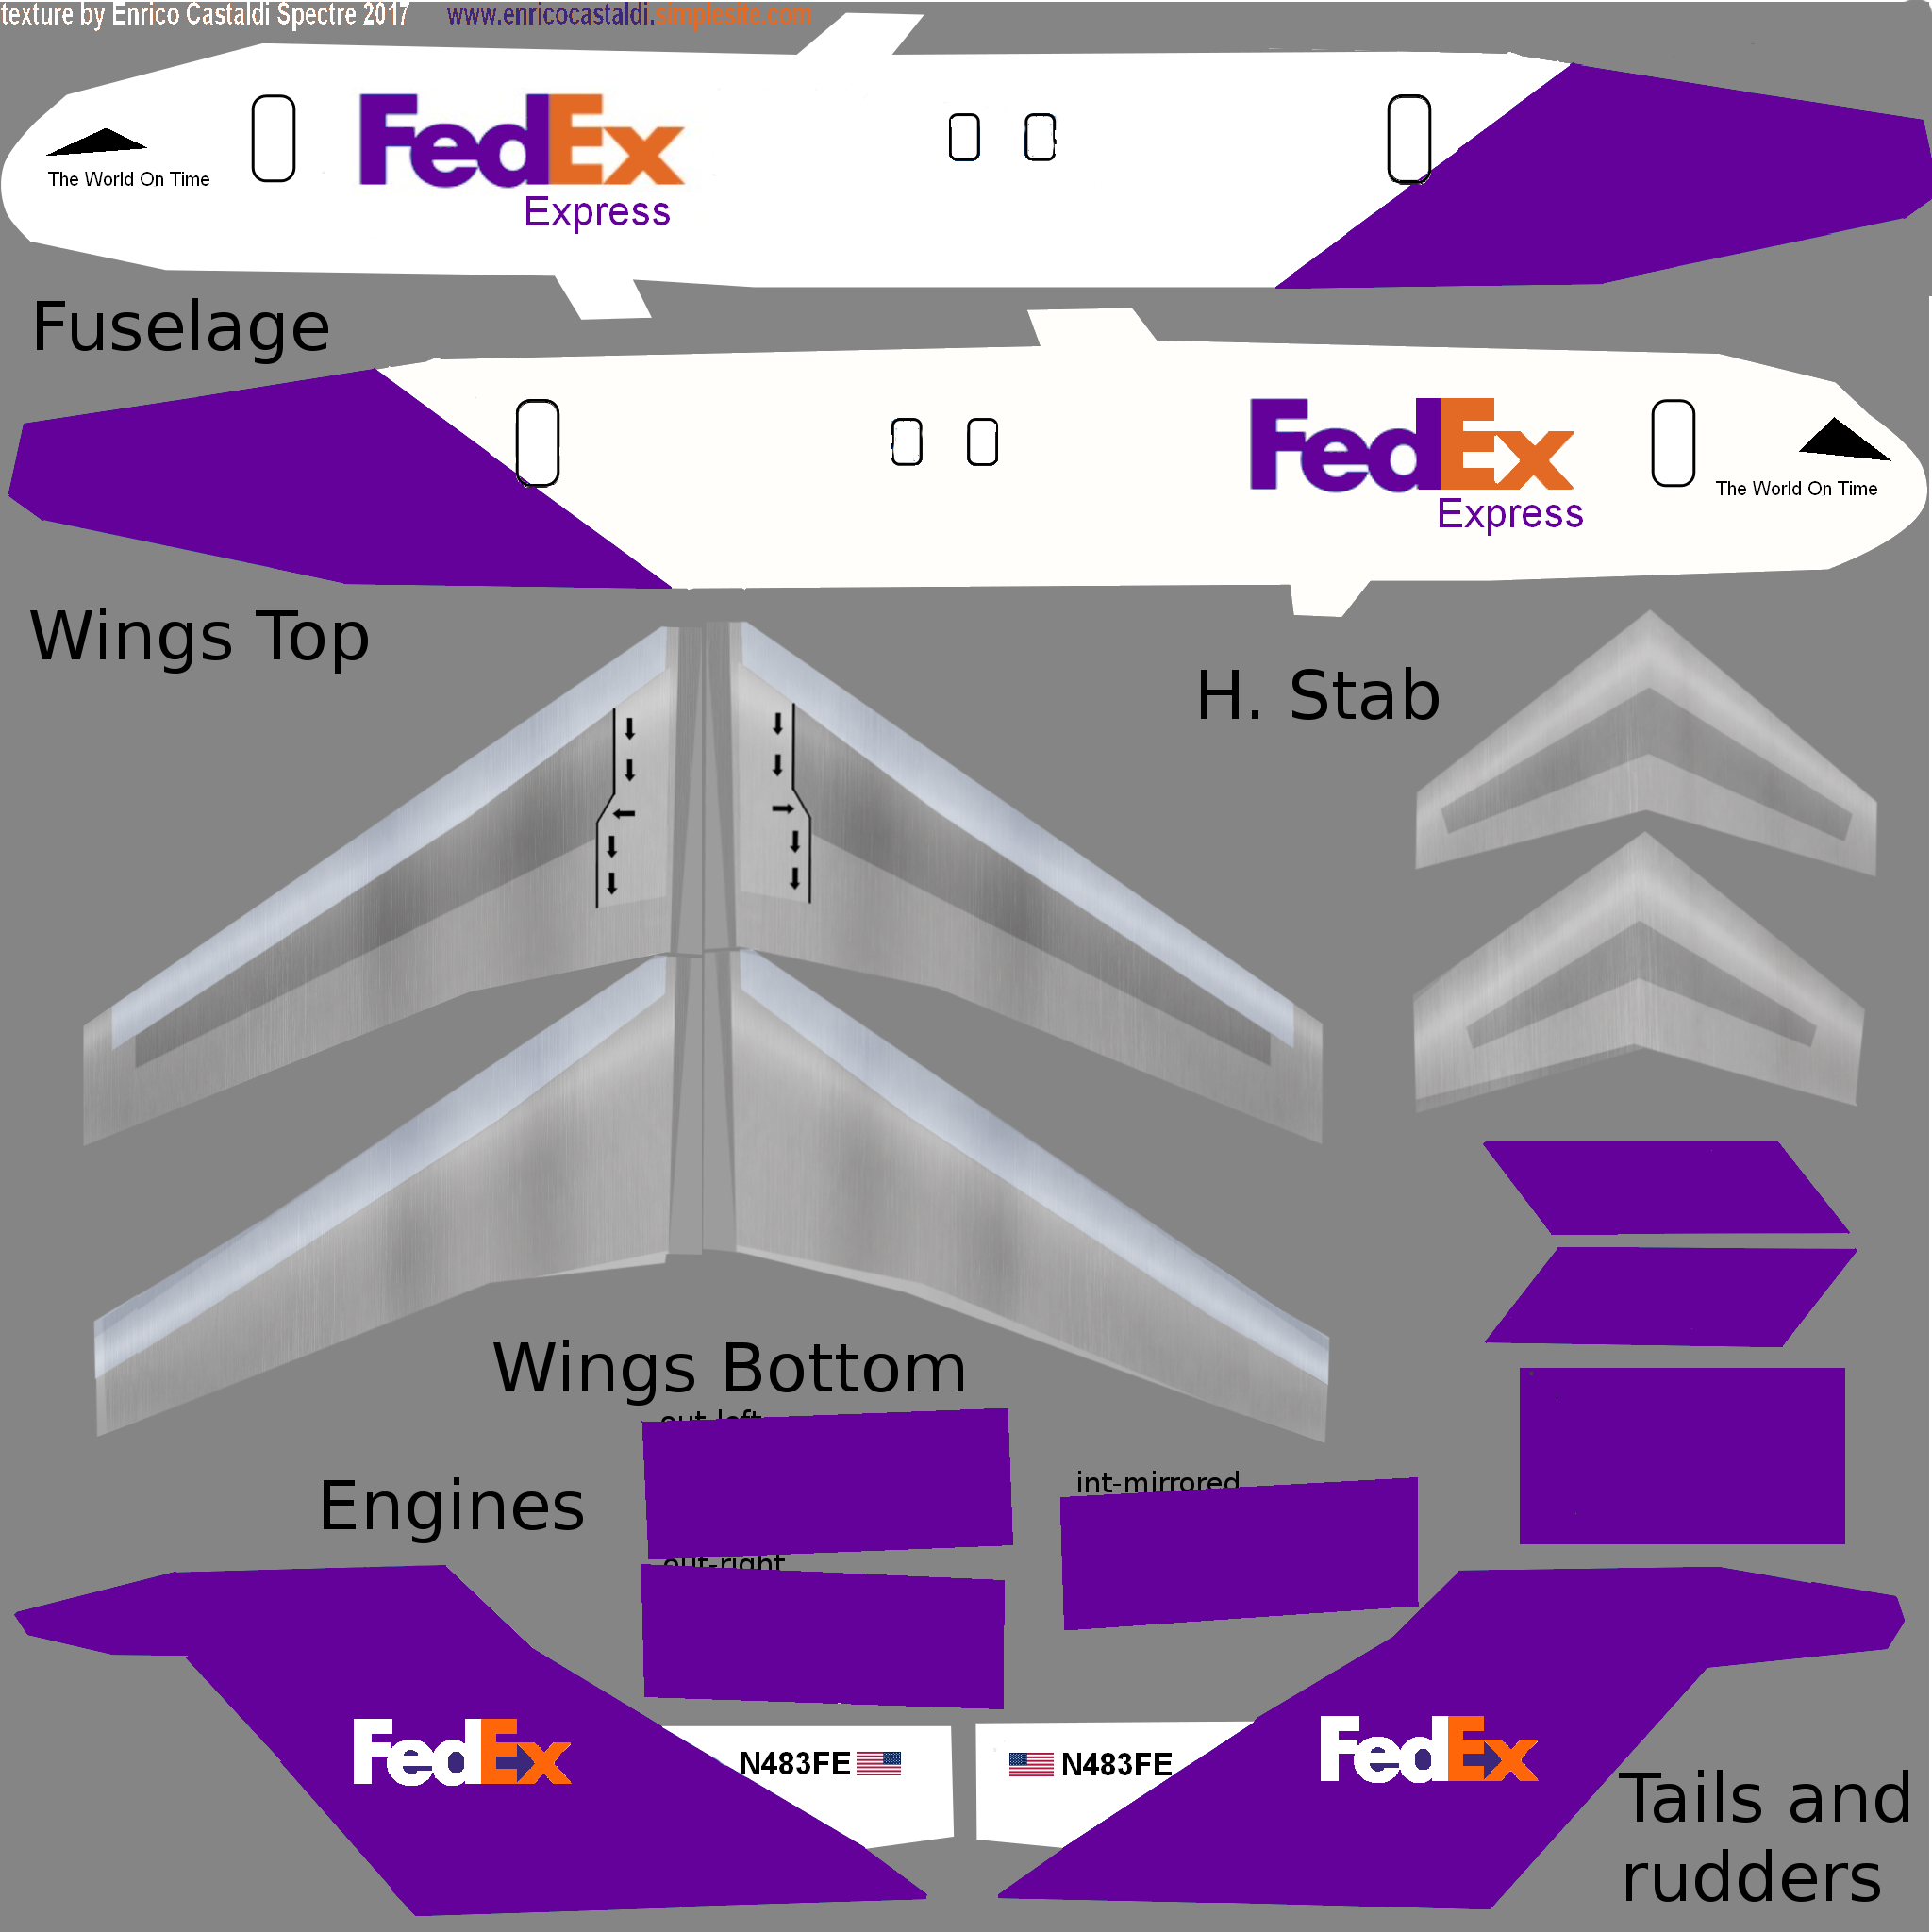 texture by Enrico Castaldi Spectre 2017 www.enricocastaldi.simplesite.com
FedEx
Express
The World On Time
Fuselage
FedEx
Express
The World On Time
Wings Top
H. Stab
Wings Bottom
out-left
Engines
int-mirrored
out-right
FedEx
N483FE
N483FE
FedEx
Tails and
rudders